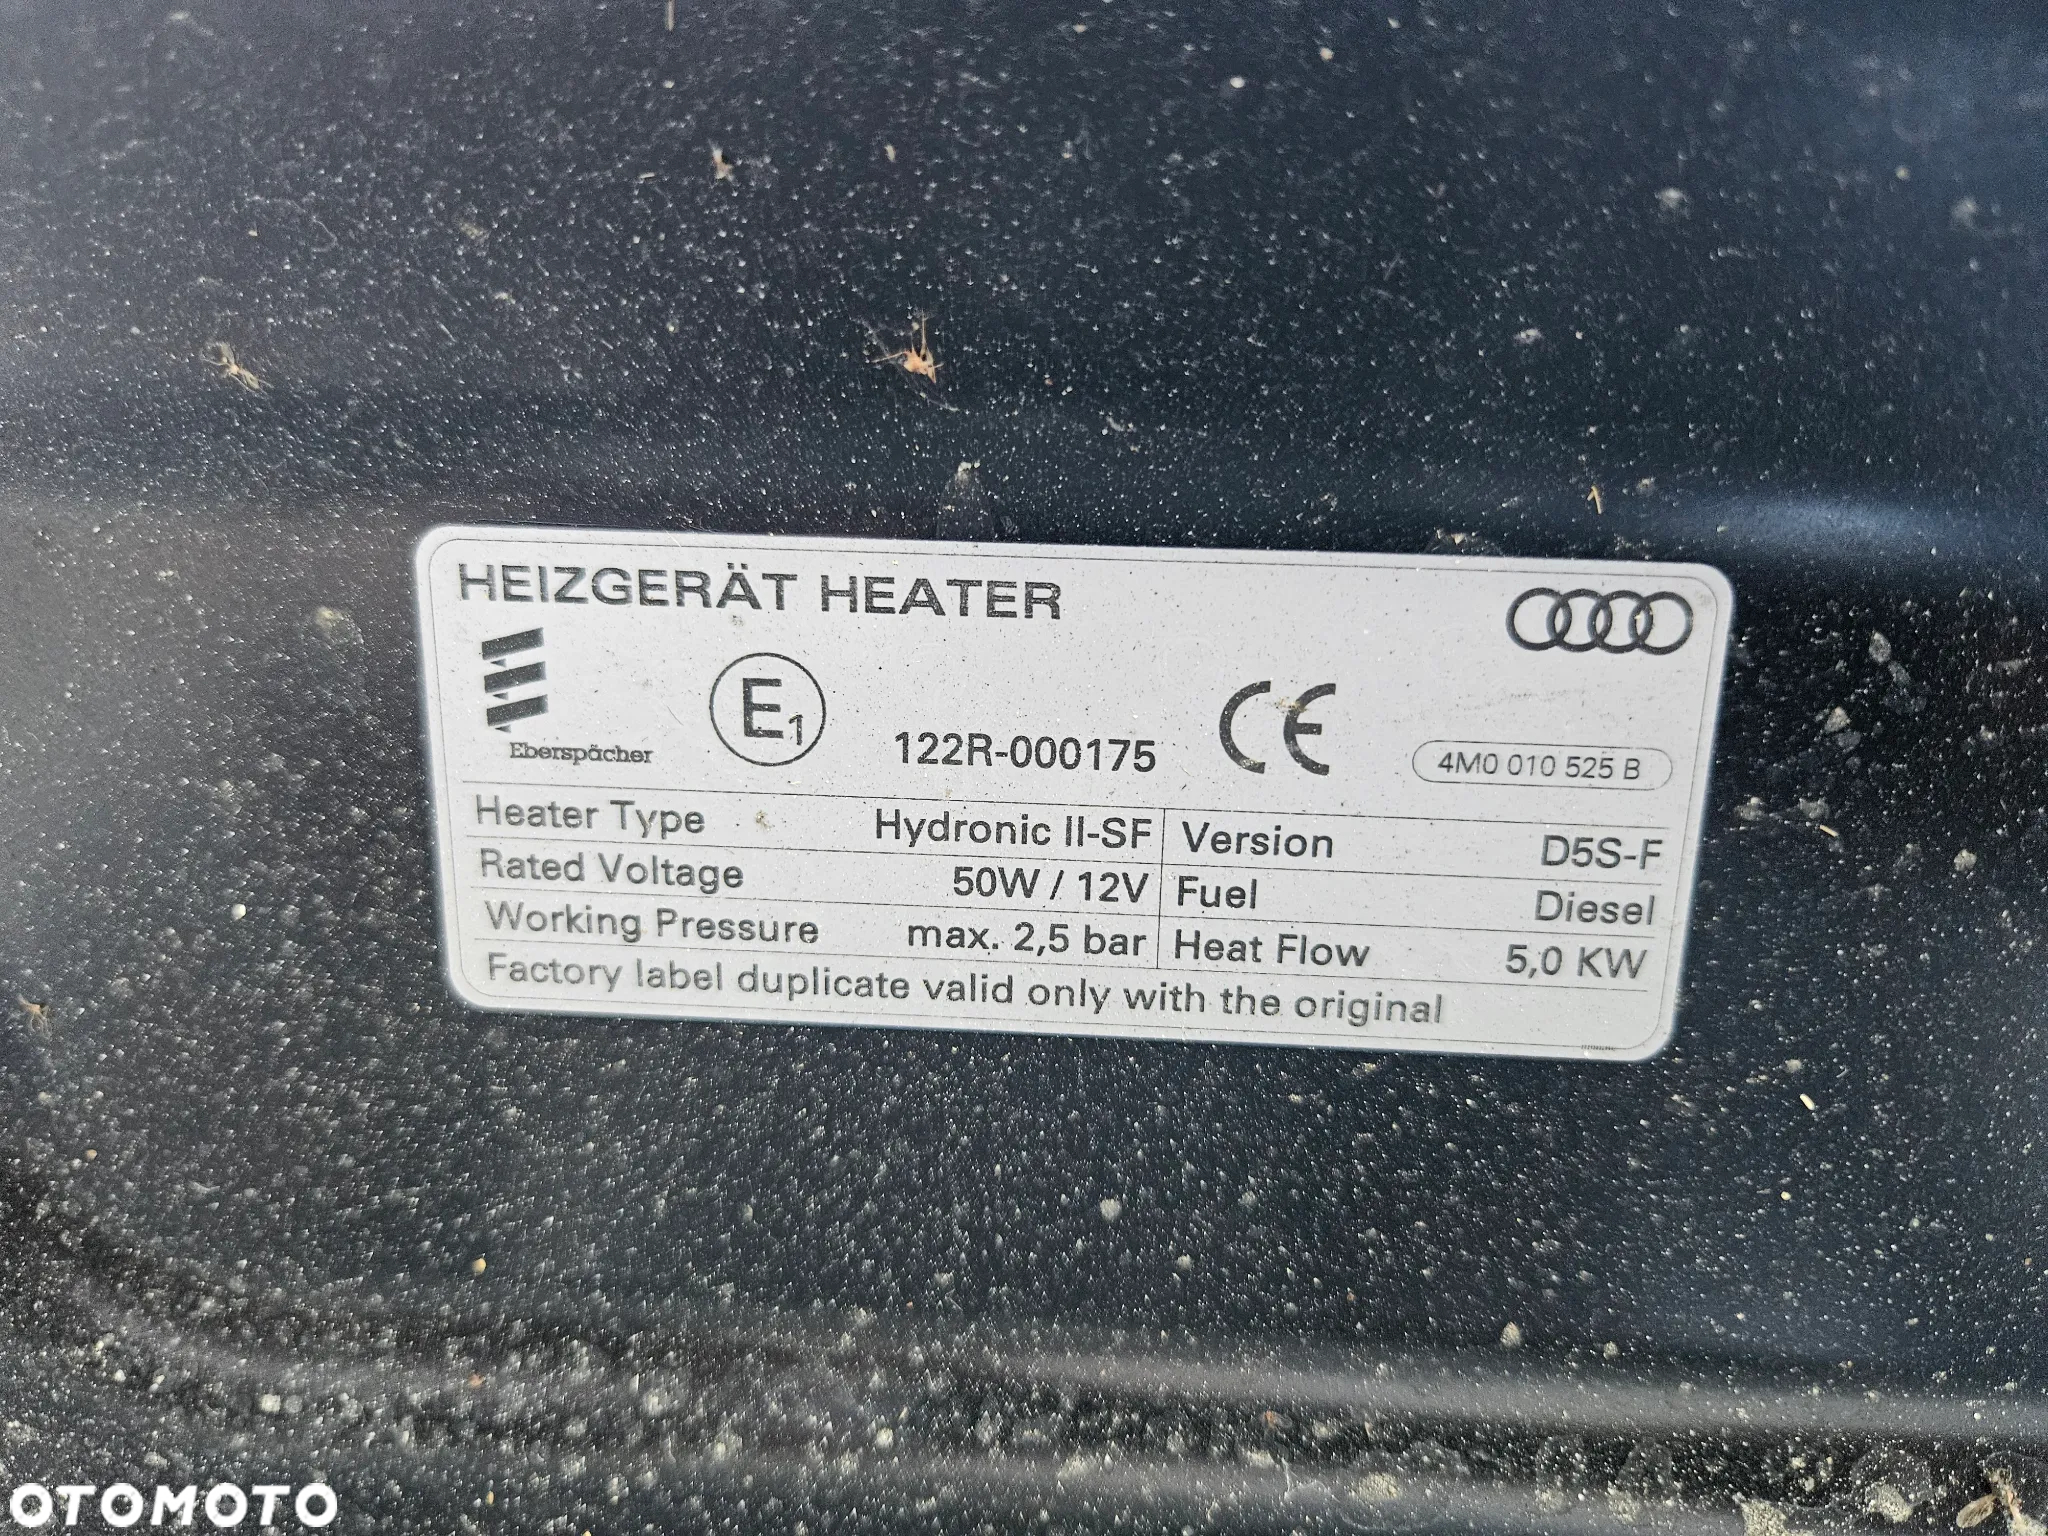 HEIZGERÄT HEATER
Eberspächer
E1
122R-000175
CE
4M0 010 525 B
Heater Type Hydronic II-SF Version D5S-F
Rated Voltage 50W / 12V Fuel Diesel
Working Pressure max. 2,5 bar Heat Flow 5,0 KW
Factory label duplicate valid only with the original
OTOMOTO